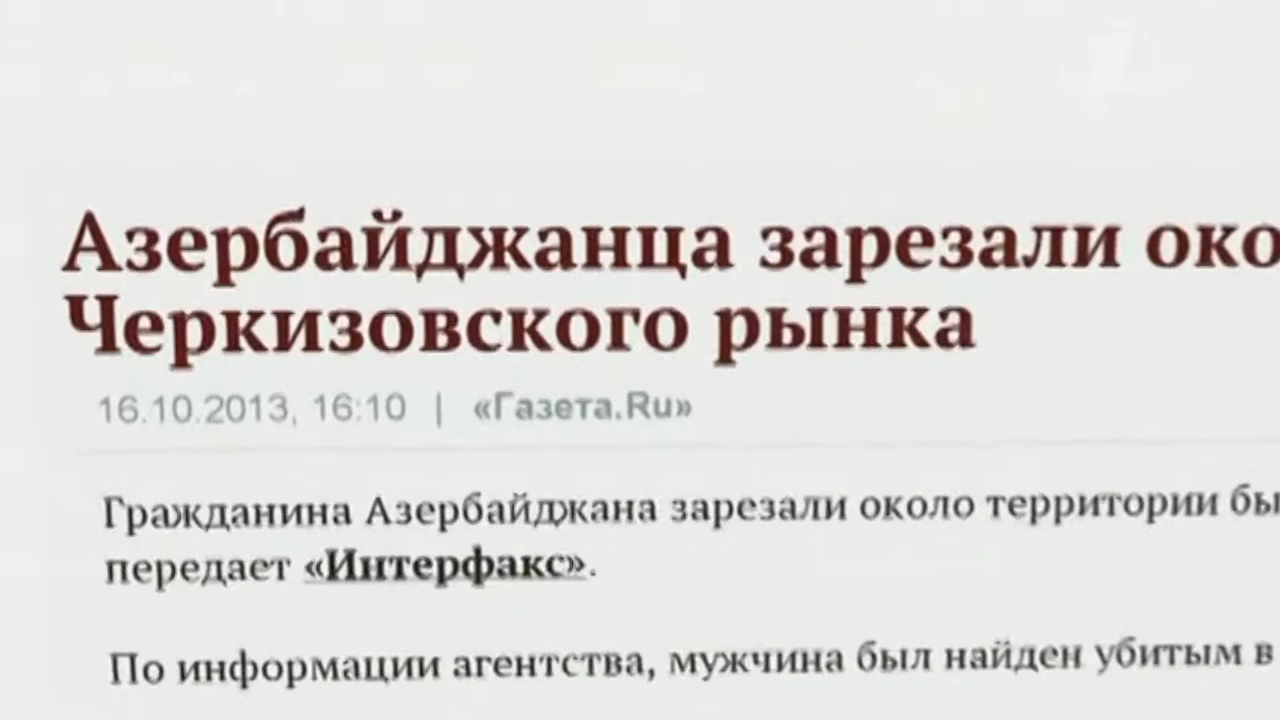 Азербайджанца зарезали око
Черкизовского рынка
16.10.2013, 16:10 | «Газета.Ru»
Гражданина Азербайджана зарезали около территории бы
передает «Интерфакс».
По информации агентства, мужчина был найден убитым в